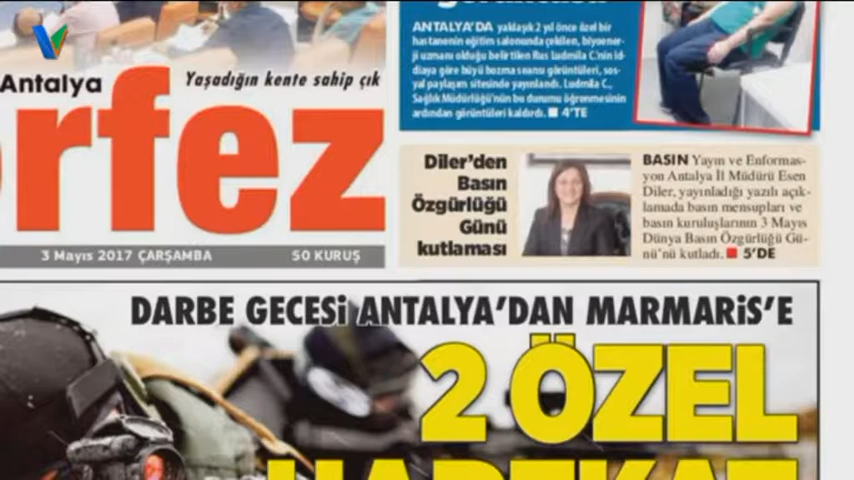 ANTALYA'DA yaklaşık 2 yıl önce özel bir
hastanenin eğitim salonunda çekilen, biyoener-
ji uzmanı olduğu belirtilen Rus Ludmila C.'nin id-
diaya göre büyü bozma seansı görüntüleri, sos-
yal paylaşım sitesinde yayınlandı. Ludmila C.,
Sağlık Müdürlüğü'nün bu durumu öğrenmesinin
ardından görüntüleri kaldırdı. ■ 4'TE
Antalya
Yaşadığın kente sahip çık
rfez
3 Mayıs 2017 ÇARŞAMBA
50 KURUŞ
Diler'den
Basın
Özgürlüğü
Günü
kutlaması
BASIN Yayın ve Enformas-
yon Antalya İl Müdürü Esen
Diler, yayınladığı yazılı açık-
lamada basın mensupları ve
basın kuruluşlarının 3 Mayıs
Dünya Basın Özgürlüğü Gü-
nü'nü kutladı. ■ 5'DE
DARBE GECESİ ANTALYA'DAN MARMARİS'E
2 ÖZEL